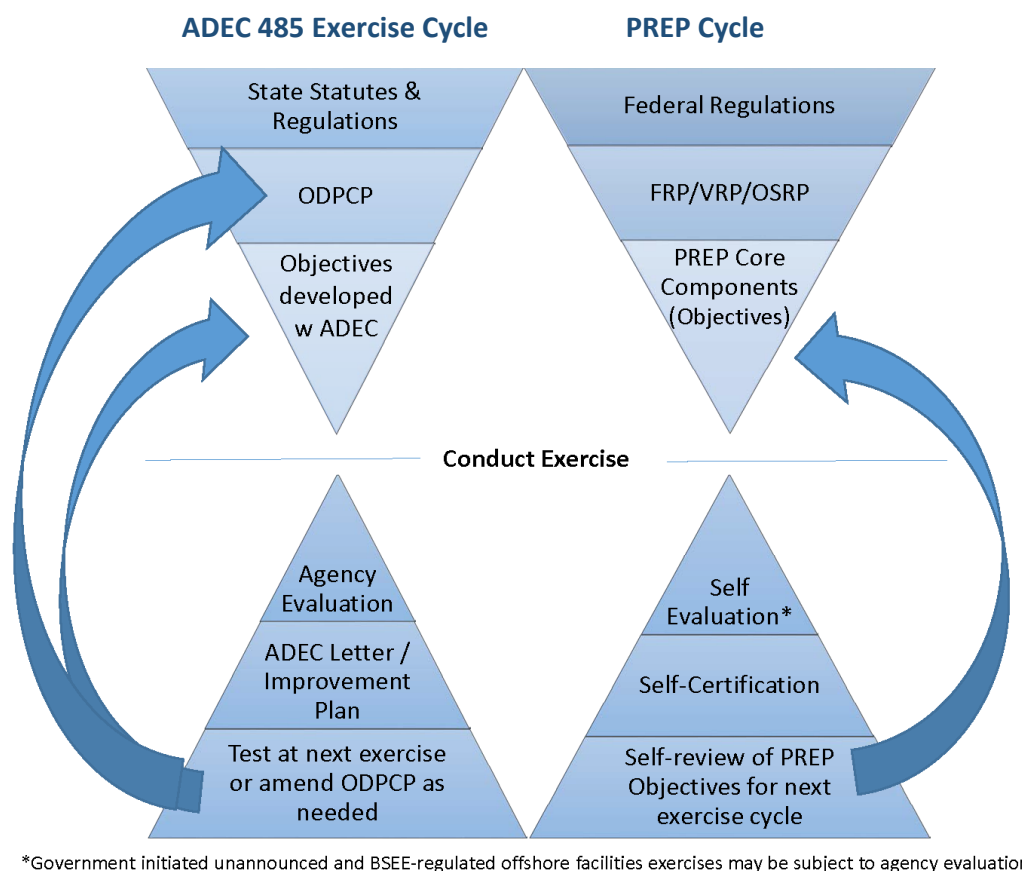 ADEC 485 Exercise Cycle
PREP Cycle
State Statutes &
Regulations
ODPCP
Objectives
developed
w ADEC
Federal Regulations
FRP/VRP/OSRP
PREP Core
Components
(Objectives)
Conduct Exercise
Agency
Evaluation
ADEC Letter /
Improvement
Plan
Test at next exercise
or amend ODPCP as
needed
Self
Evaluation*
Self-Certification
Self-review of PREP
Objectives for next
exercise cycle
*Government initiated unannounced and BSEE-regulated offshore facilities exercises may be subject to agency evaluation